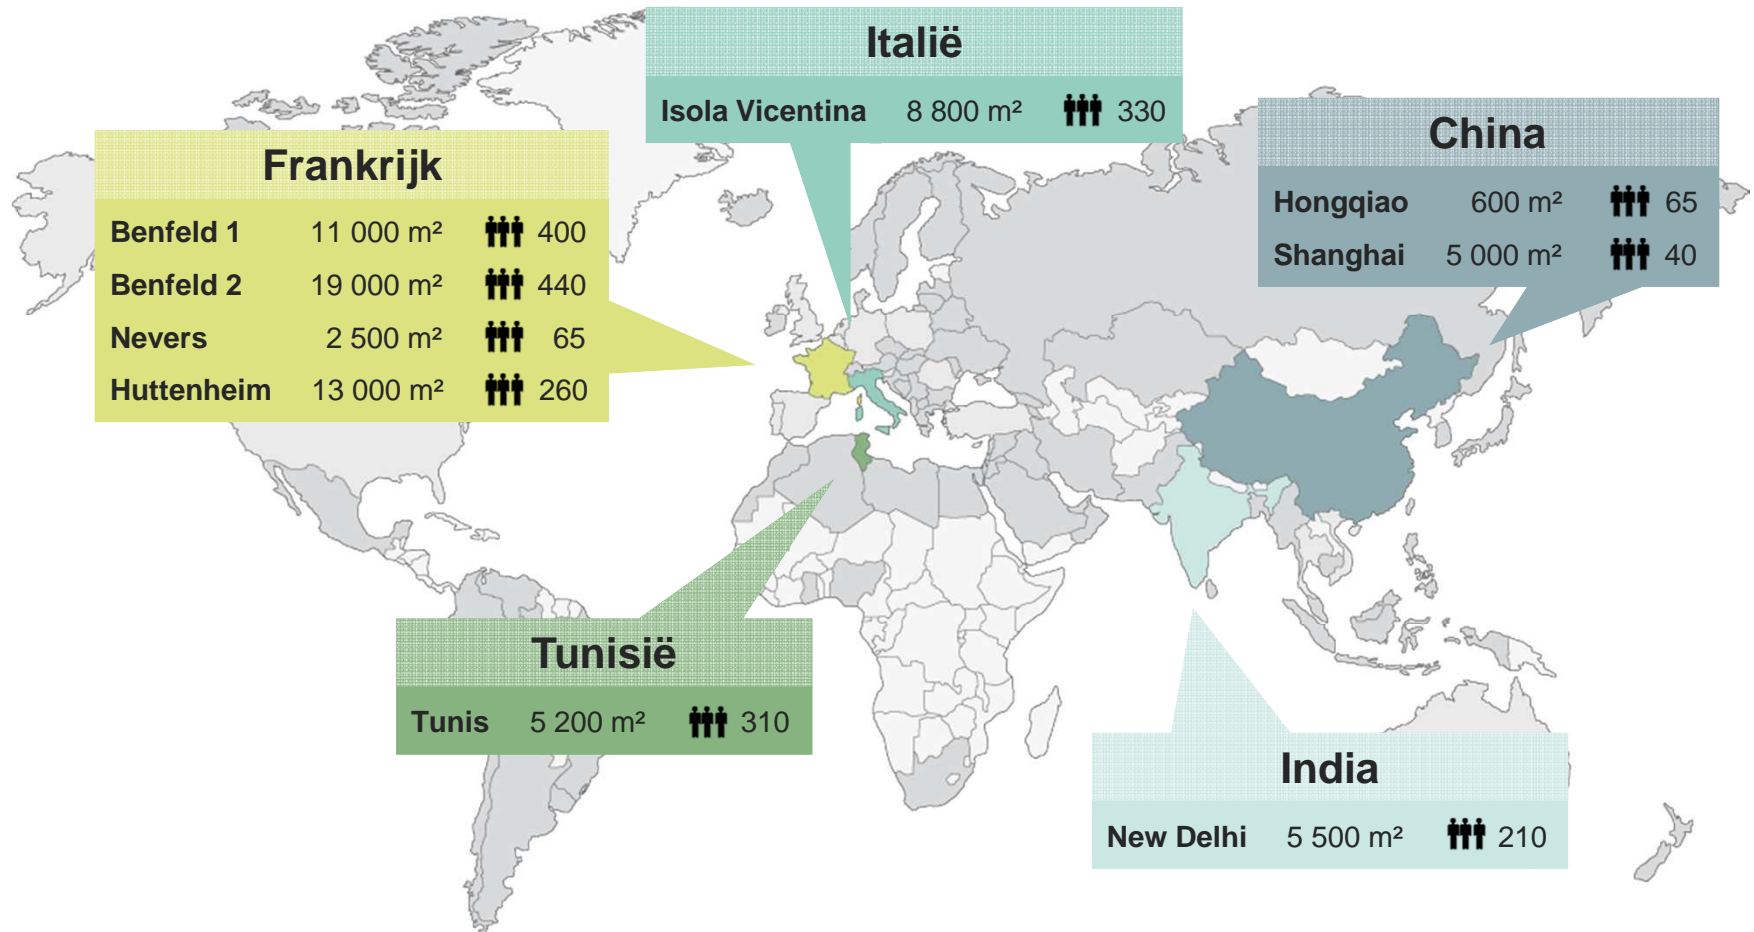 Italië
Isola Vicentina 8 800 m² 330
China
Hongqiao 600 m² 65
Shanghai 5 000 m² 40
Frankrijk
Benfeld 1 11 000 m² 400
Benfeld 2 19 000 m² 440
Nevers 2 500 m² 65
Huttenheim 13 000 m² 260
Tunisië
Tunis 5 200 m² 310
India
New Delhi 5 500 m² 210